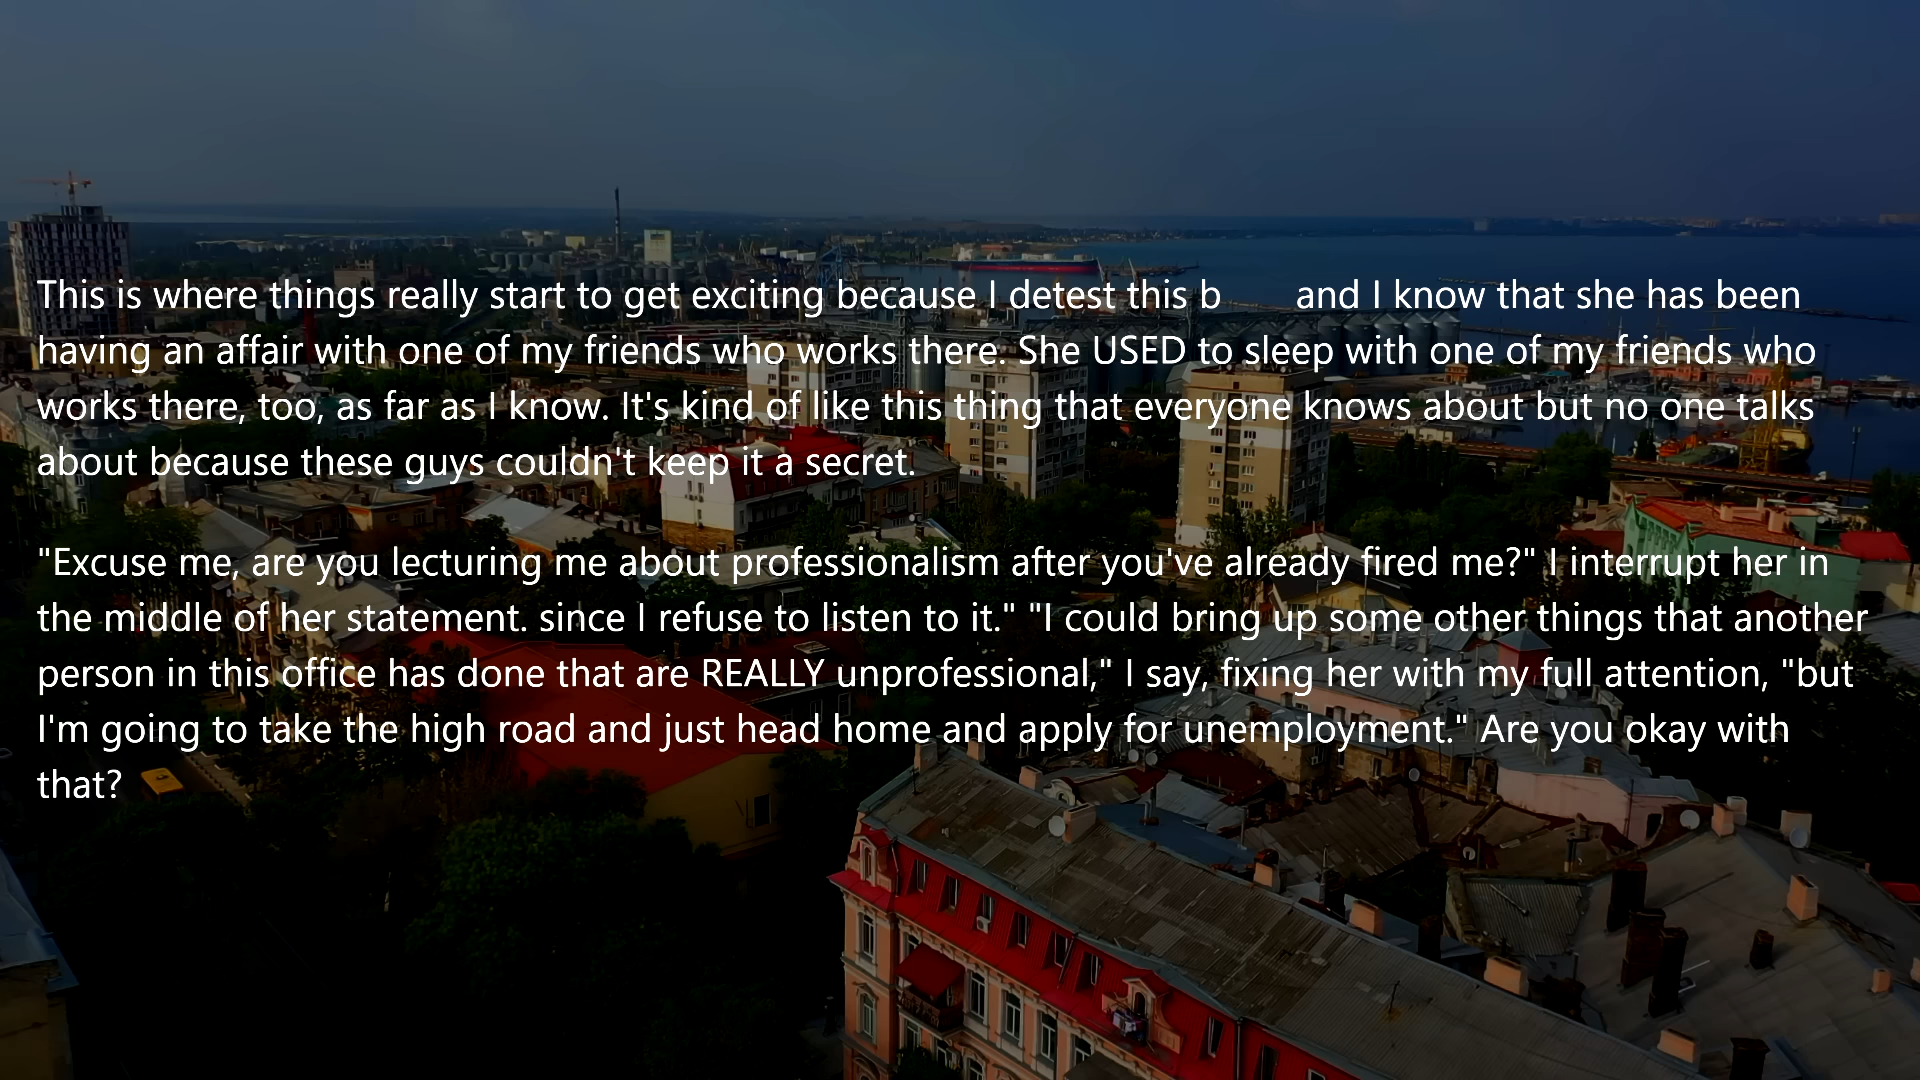 This is where things really start to get exciting because I detest this b and I know that she has been
having an affair with one of my friends who works there. She USED to sleep with one of my friends who
works there, too, as far as I know. It's kind of like this thing that everyone knows about but no one talks
about because these guys couldn't keep it a secret.
"Excuse me, are you lecturing me about professionalism after you've already fired me?" I interrupt her in
the middle of her statement. since I refuse to listen to it." "I could bring up some other things that another
person in this office has done that are REALLY unprofessional," I say, fixing her with my full attention, "but
I'm going to take the high road and just head home and apply for unemployment." Are you okay with
that?